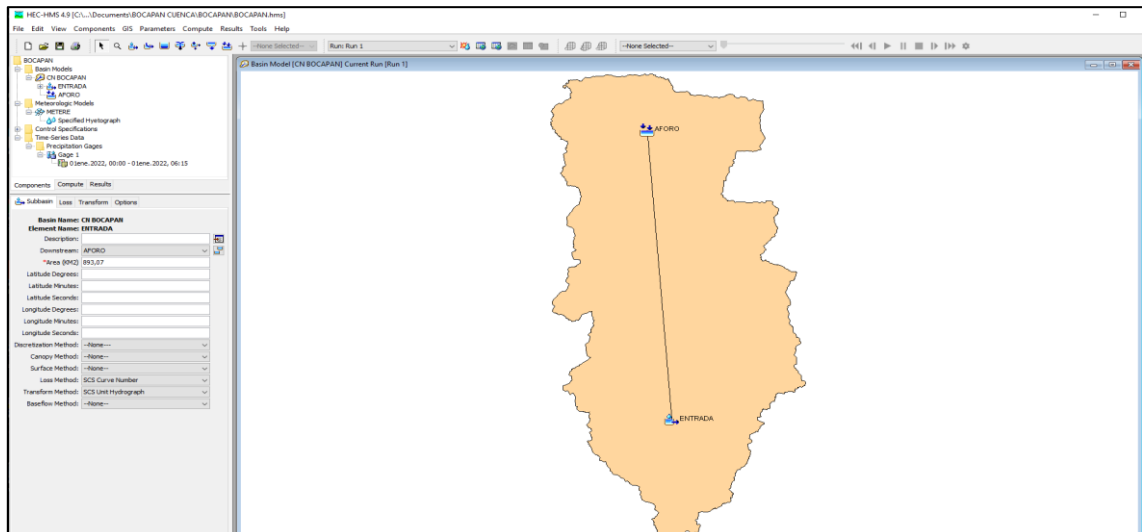 HEC-HMS 4.9 [C:\...\Documents\BOCAPAN CUENCA\BOCAPAN\BOCAPAN.hms]
File Edit View Components GIS Parameters Compute Results Tools Help
--None Selected-- Run: Run 1 --None Selected--
BOCAPAN
Basin Models
CN BOCAPAN
ENTRADA
AFORO
Meteorologic Models
METERE
Specified Hyetograph
Control Specifications
Time-Series Data
Precipitation Gages
Gage 1
01ene.2022, 00:00 - 01ene.2022, 06:15
Components Compute Results
Subbasin Loss Transform Options
Basin Name: CN BOCAPAN
Element Name: ENTRADA
Description:
Downstream: AFORO
*Area (KM2) 893,07
Latitude Degrees:
Latitude Minutes:
Latitude Seconds:
Longitude Degrees:
Longitude Minutes:
Longitude Seconds:
Discretization Method: --None--
Canopy Method: --None--
Surface Method: --None--
Loss Method: SCS Curve Number
Transform Method: SCS Unit Hydrograph
Baseflow Method: --None--
Basin Model [CN BOCAPAN] Current Run [Run 1]
AFORO
ENTRADA